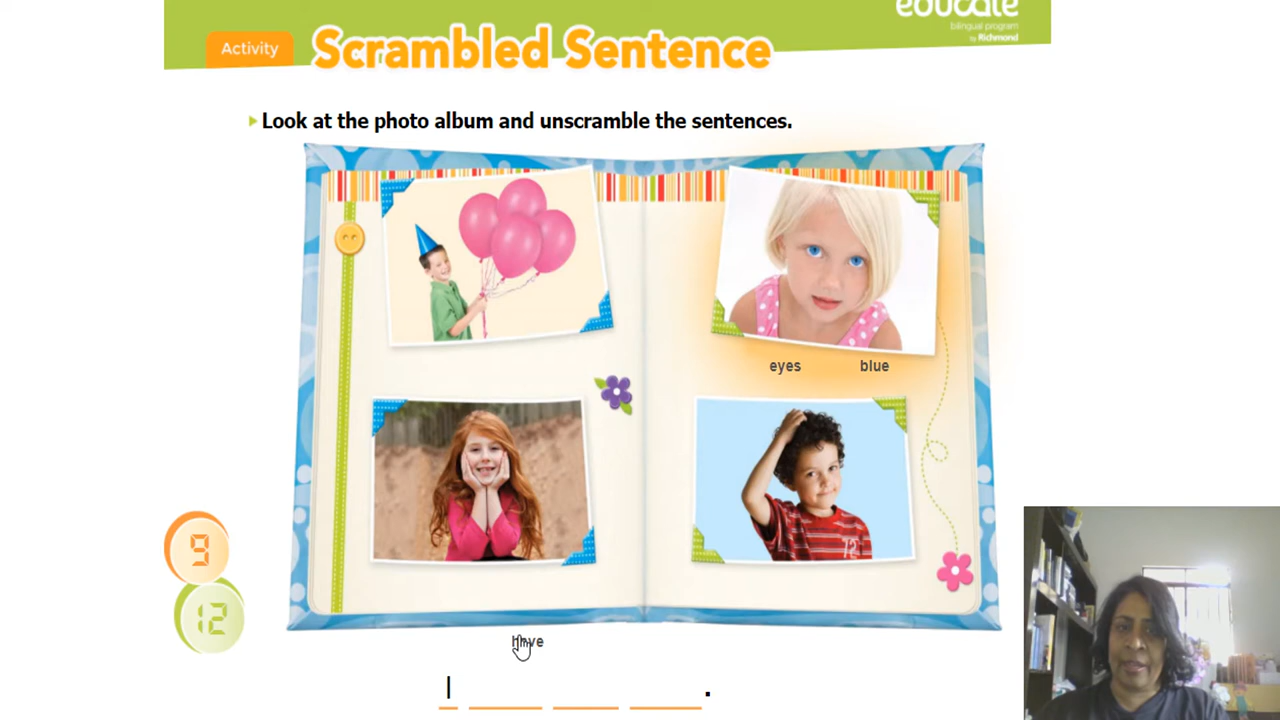 educate
bilingual program
by Richmond
Activity
Scrambled Sentence
Look at the photo album and unscramble the sentences.
eyes blue
9
12
have
I .